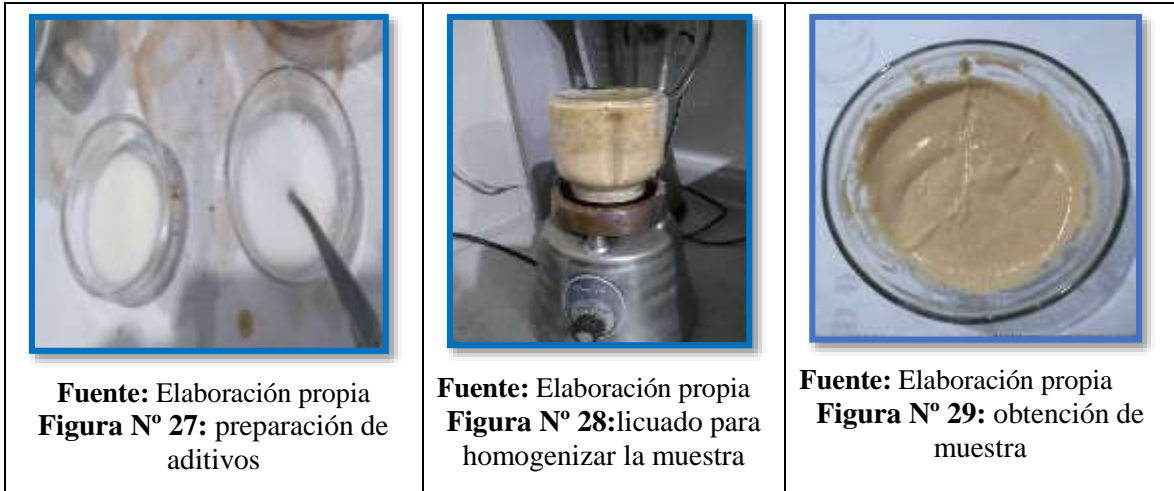 Fuente: Elaboración propia
Figura Nº 27: preparación de
aditivos
Fuente: Elaboración propia
Figura Nº 28:licuado para
homogenizar la muestra
Fuente: Elaboración propia
Figura Nº 29: obtención de
muestra